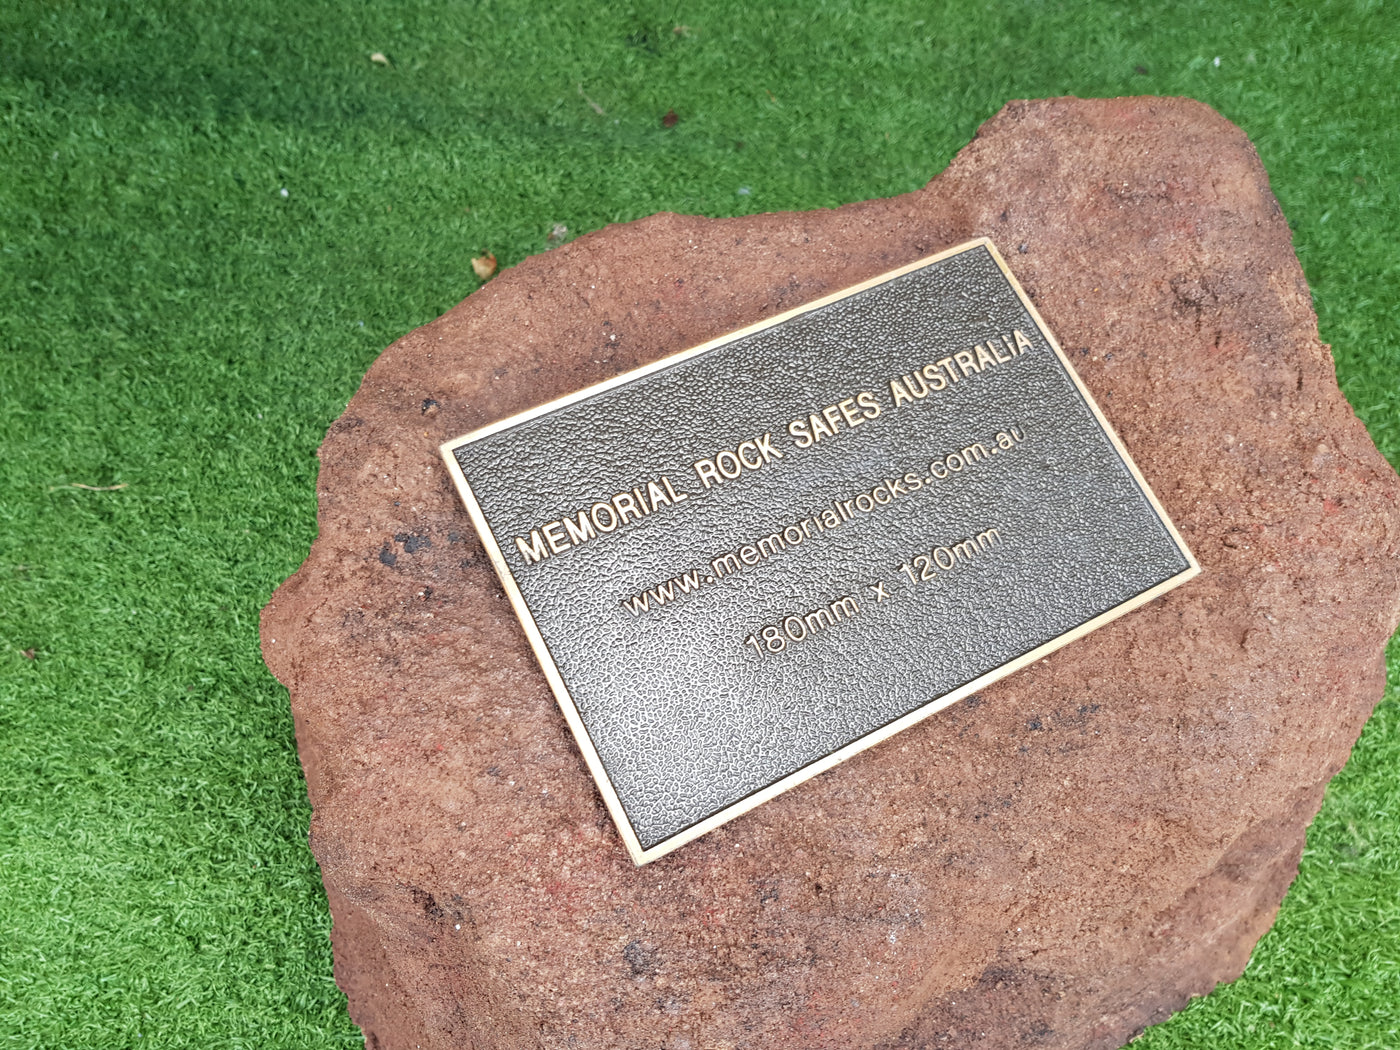 MEMORIAL ROCK SAFES AUSTRALIA
www.memorialrocks.com.au
180mm x 120mm